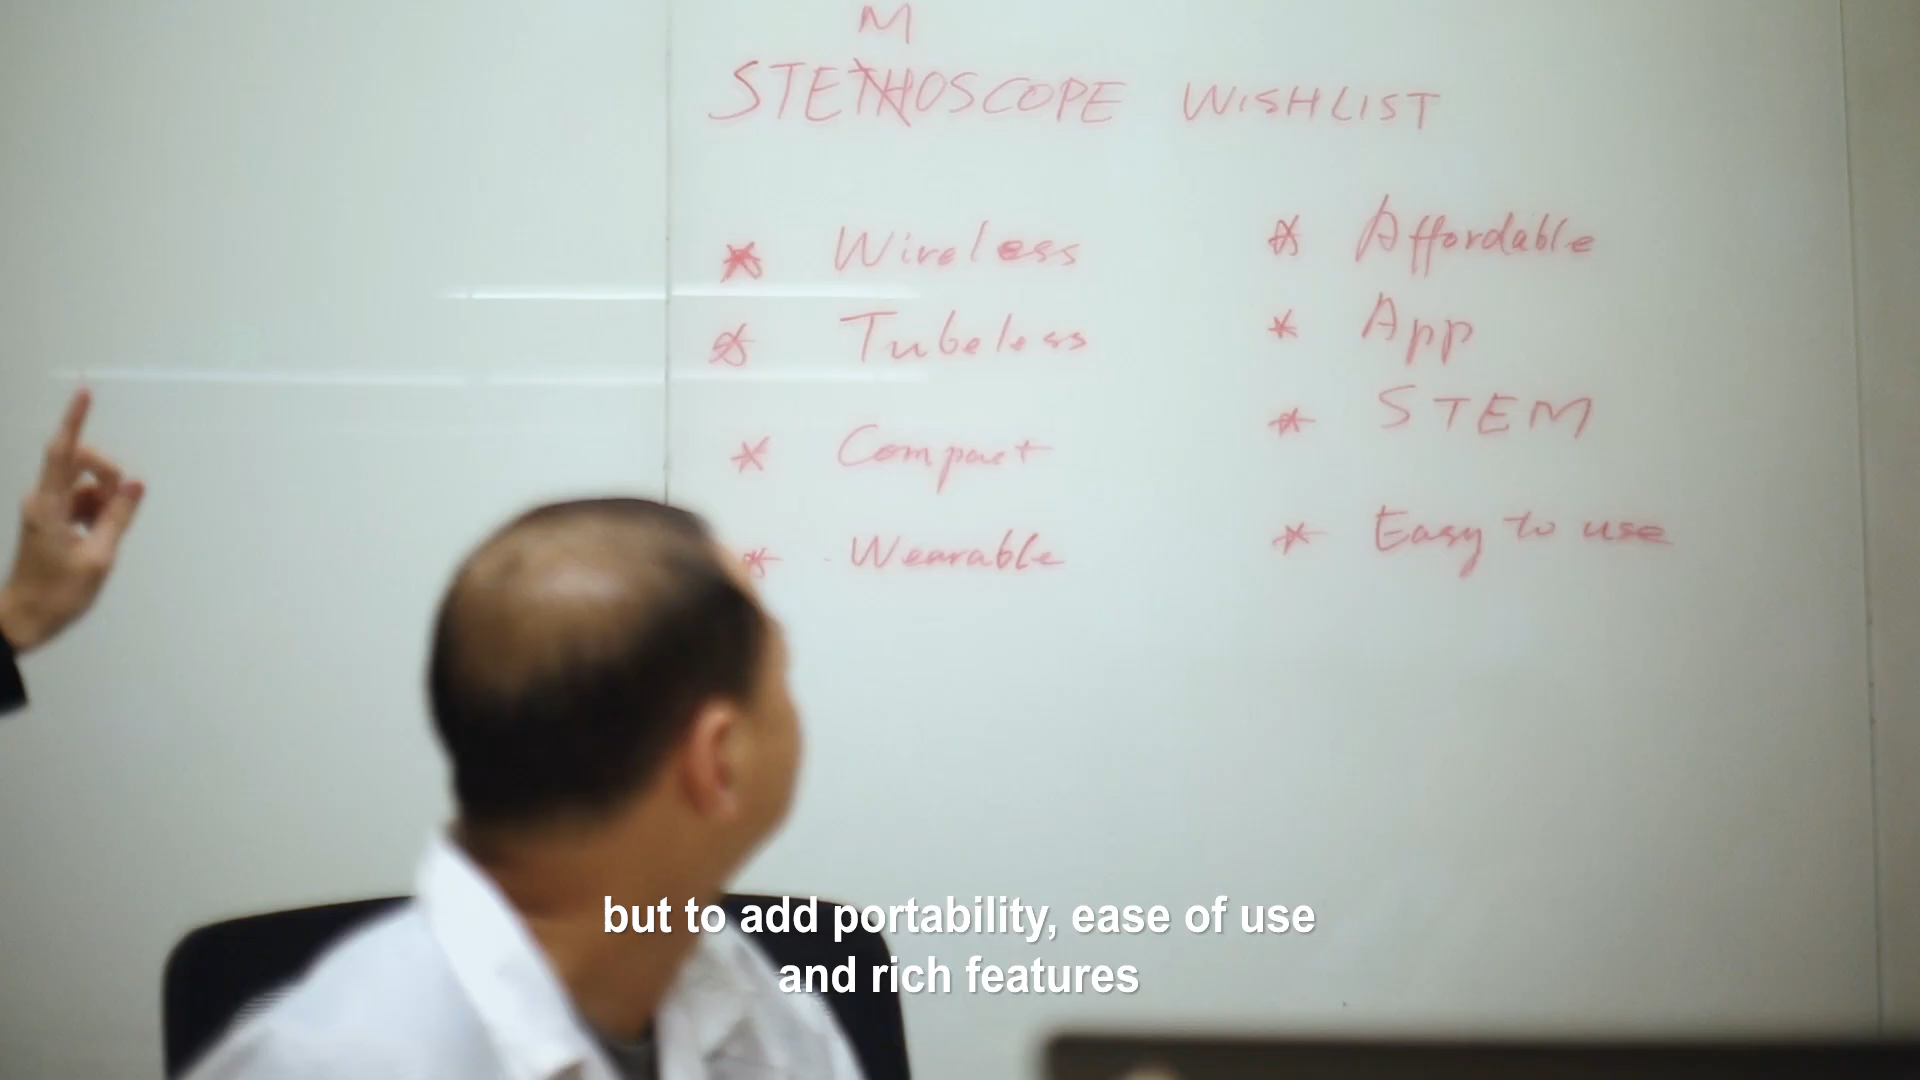 M
STETHOSCOPE WISHLIST
* Wireless
* Tubeless
* Compact
* Wearable
* Affordable
* App
* STEM
* Easy to use
but to add portability, ease of use
and rich features